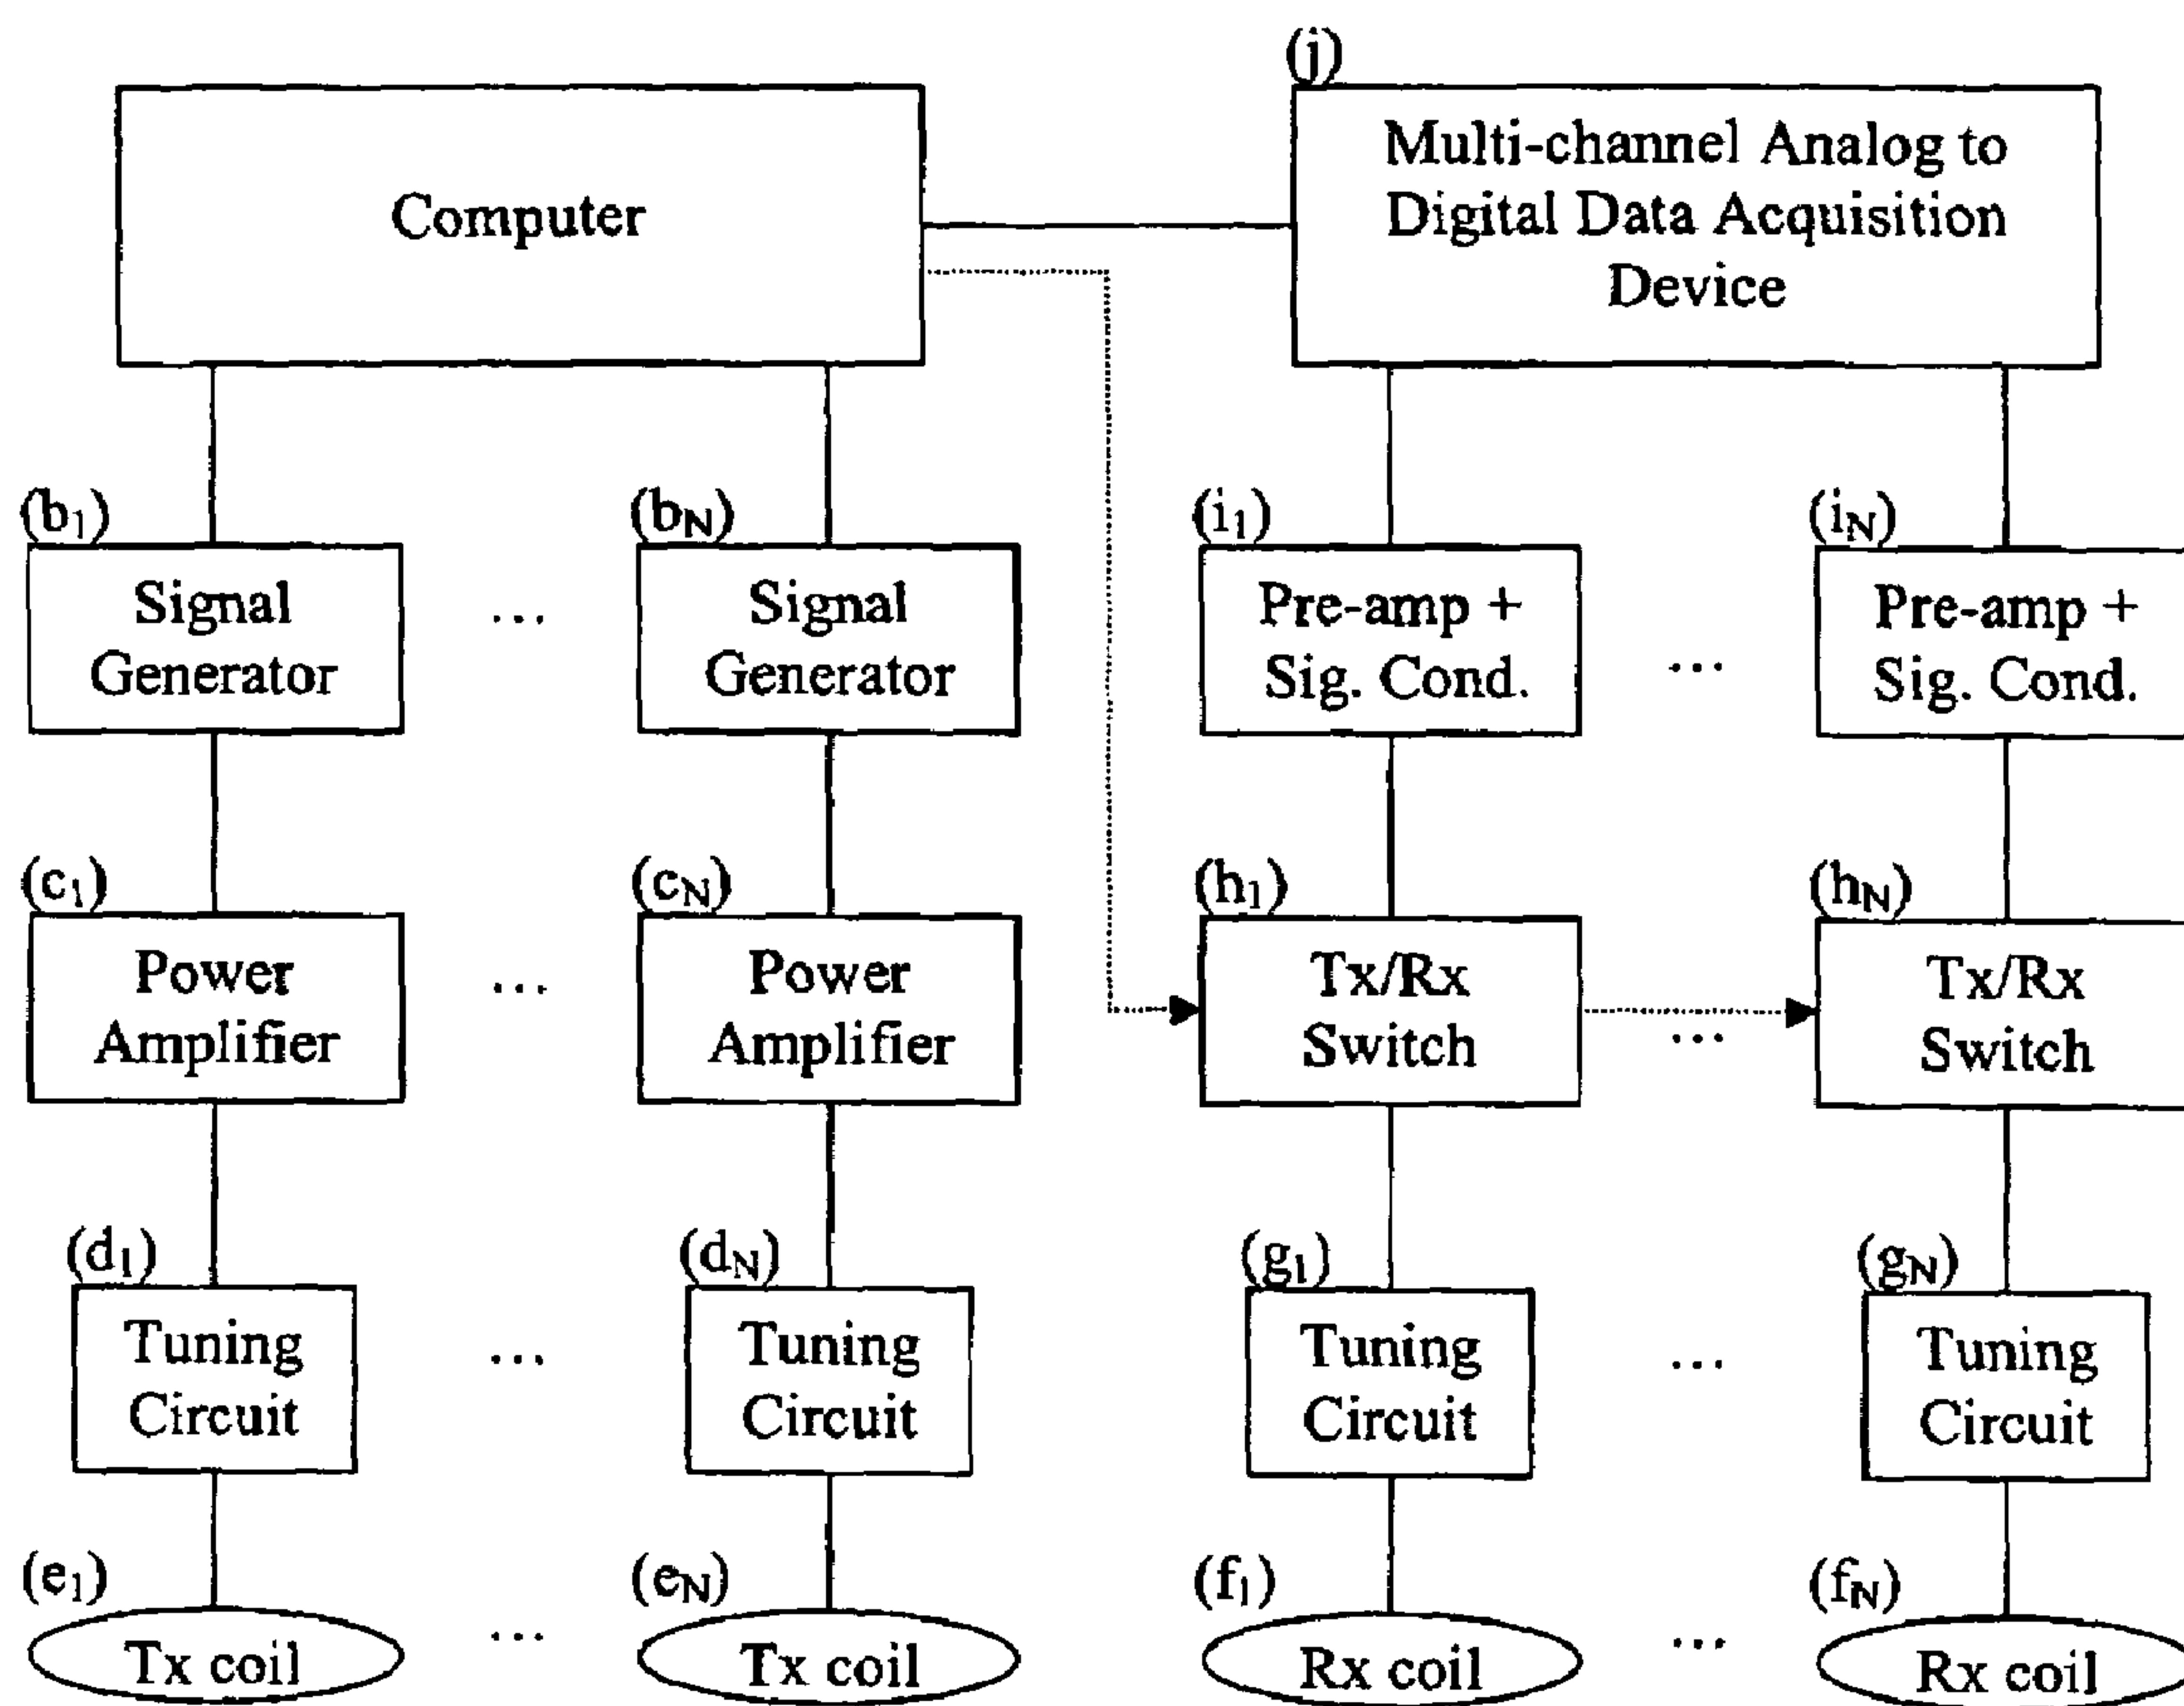 (j)
Computer
Multi-channel Analog to
Digital Data Acquisition
Device
(b1) (bN) (i1) (iN)
Signal
Generator
...
Signal
Generator
Pre-amp +
Sig. Cond.
...
Pre-amp +
Sig. Cond.
(c1) (cN) (h1) (hN)
Power
Amplifier
...
Power
Amplifier
Tx/Rx
Switch
...
Tx/Rx
Switch
(d1) (dN) (g1) (gN)
Tuning
Circuit
...
Tuning
Circuit
Tuning
Circuit
...
Tuning
Circuit
(e1) (eN) (f1) (fN)
Tx coil
...
Tx coil
Rx coil
...
Rx coil